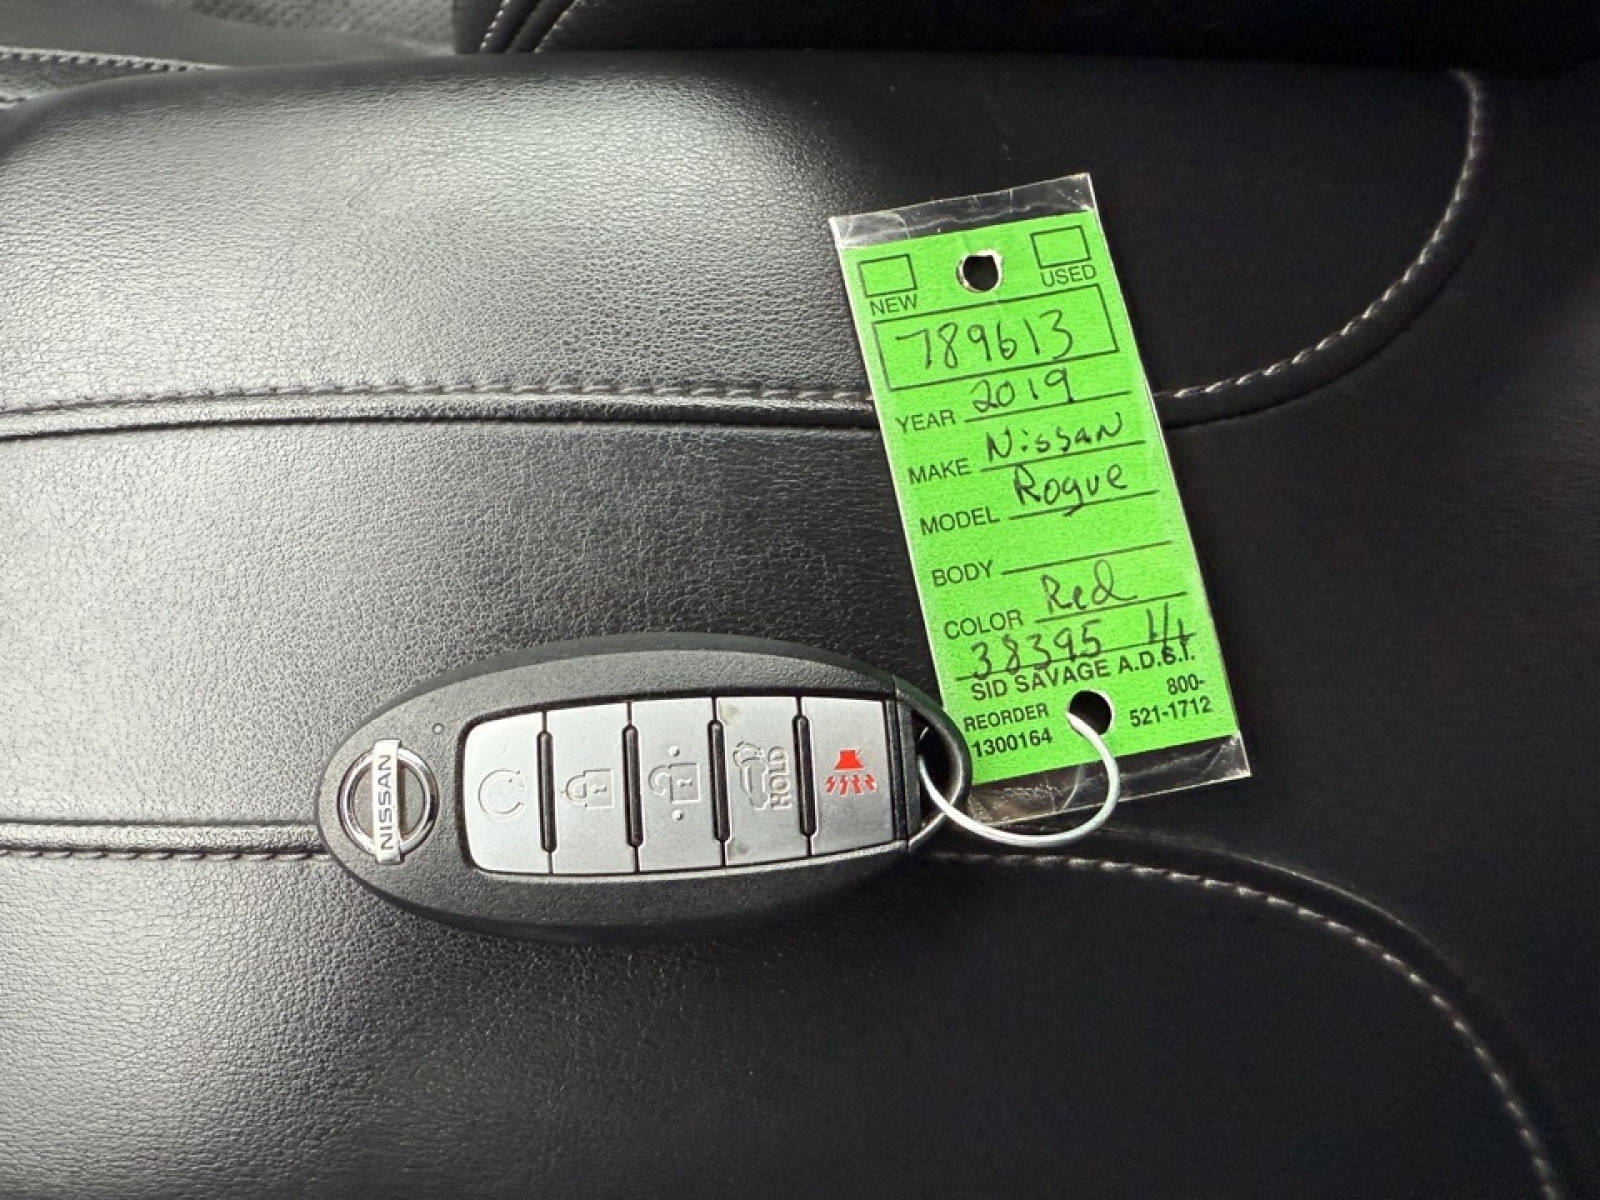 NEW USED
789613
YEAR 2019
MAKE Nissan
MODEL Rogue
BODY
COLOR Red
38395 1/1
SID SAVAGE A.D.S.I.
REORDER 800-
1300164 521-1712
NISSAN
HOLD